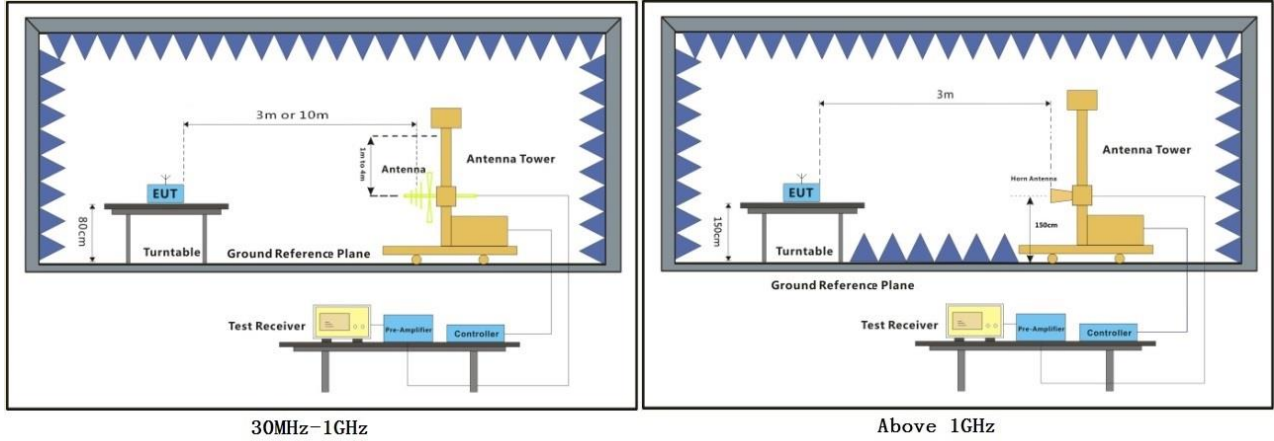 3m or 10m
1m to 4m
Antenna
Antenna Tower
EUT
80cm
Turntable
Ground Reference Plane
Test Receiver
Pre-Amplifier
Controller
30MHz-1GHz
3m
Antenna Tower
Horn Antenna
EUT
150cm
150cm
Turntable
Ground Reference Plane
Test Receiver
Pre-Amplifier
Controller
Above 1GHz